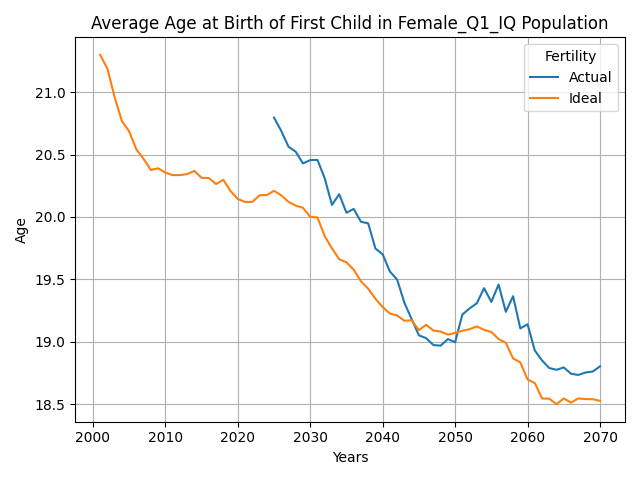 Average Age at Birth of First Child in Female_Q1_IQ Population
Fertility
Actual
Ideal
Age
21.0
20.5
20.0
19.5
19.0
18.5
2000 2010 2020 2030 2040 2050 2060 2070
Years